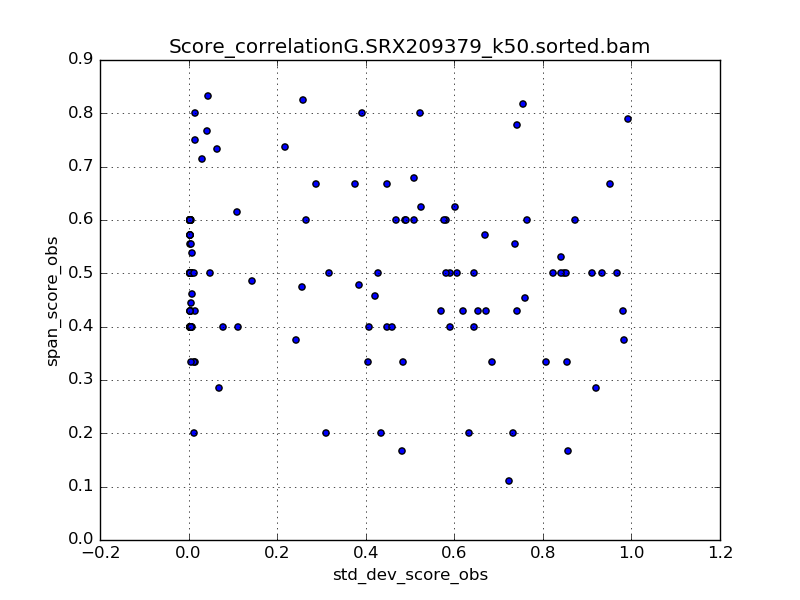 Score_correlationG.SRX209379_k50.sorted.bam
0.9
0.8
0.7
0.6
0.5
0.4
0.3
0.2
0.1
0.0
span_score_obs
−0.2 0.0 0.2 0.4 0.6 0.8 1.0 1.2
std_dev_score_obs